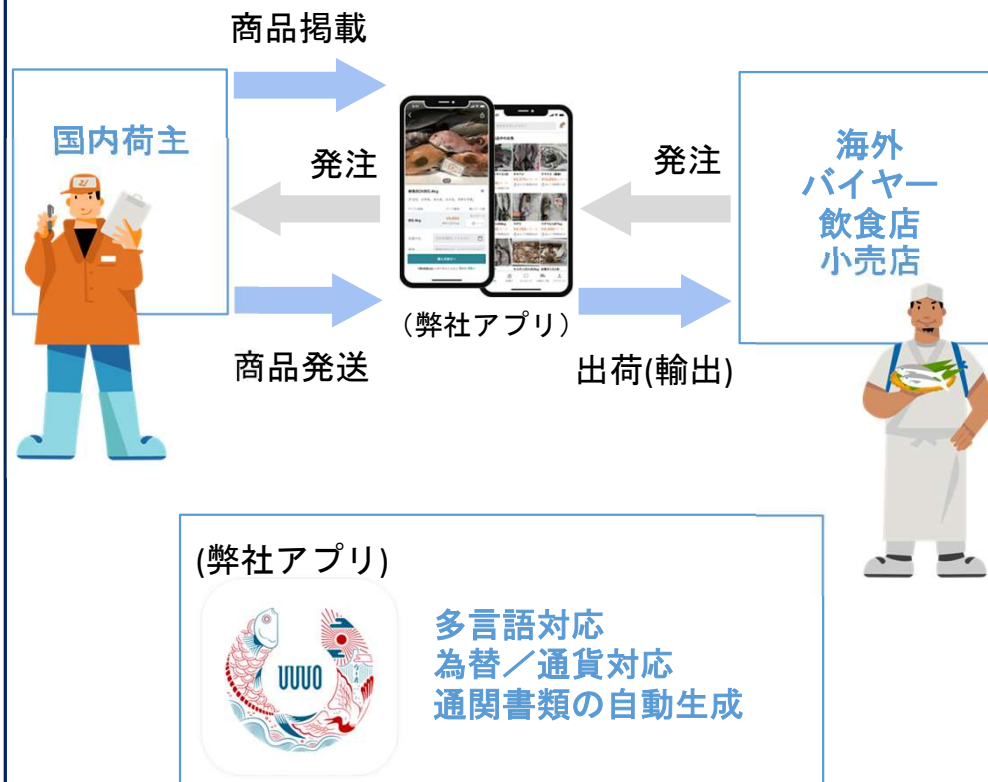 商品掲載
国内荷主
発注
発注
海外
バイヤー
飲食店
小売店
(弊社アプリ)
商品発送
出荷(輸出)
(弊社アプリ)
UUUO
多言語対応
為替／通貨対応
通関書類の自動生成